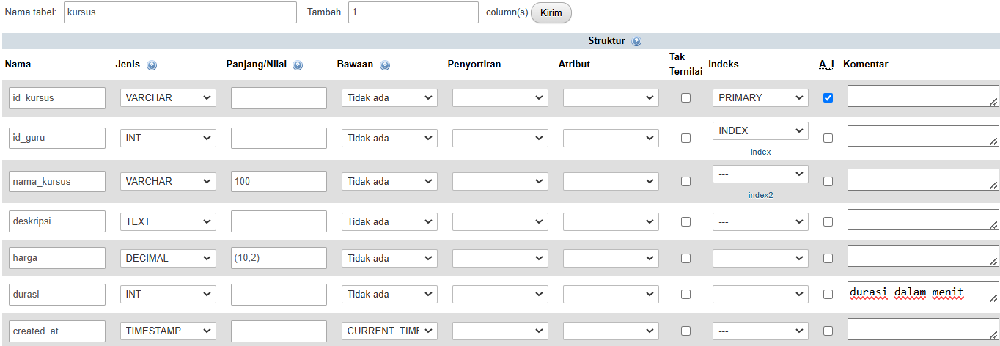 Nama tabel: kursus Tambah 1 column(s) Kirim
Struktur
Nama Jenis Panjang/Nilai Bawaan Penyortiran Atribut Tak Ternilai Indeks A_I Komentar
id_kursus VARCHAR Tidak ada PRIMARY
id_guru INT Tidak ada INDEX
index
nama_kursus VARCHAR 100 Tidak ada ---
index2
deskripsi TEXT Tidak ada ---
harga DECIMAL (10,2) Tidak ada ---
durasi INT Tidak ada --- durasi dalam menit
created_at TIMESTAMP CURRENT_TIME ---